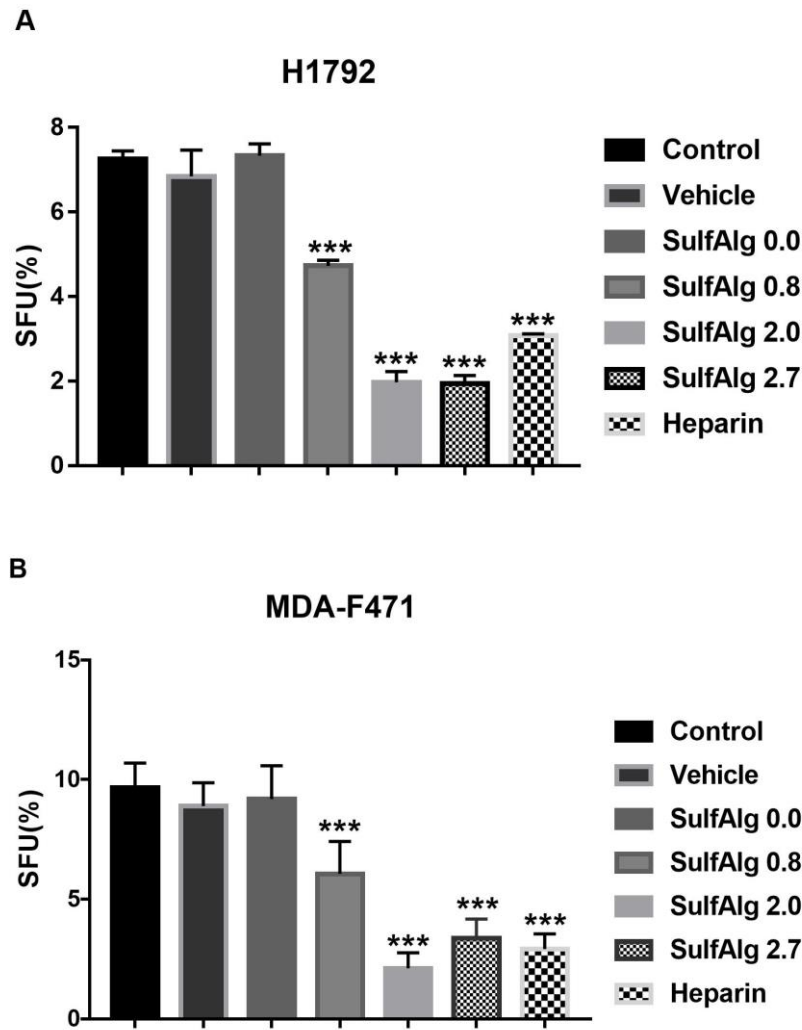 A
H1792
SFU(%)
8
6
4
2
0
***
***
***
***
Control
Vehicle
SulfAlg 0.0
SulfAlg 0.8
SulfAlg 2.0
SulfAlg 2.7
Heparin
B
MDA-F471
SFU(%)
15
10
5
0
***
***
***
***
Control
Vehicle
SulfAlg 0.0
SulfAlg 0.8
SulfAlg 2.0
SulfAlg 2.7
Heparin